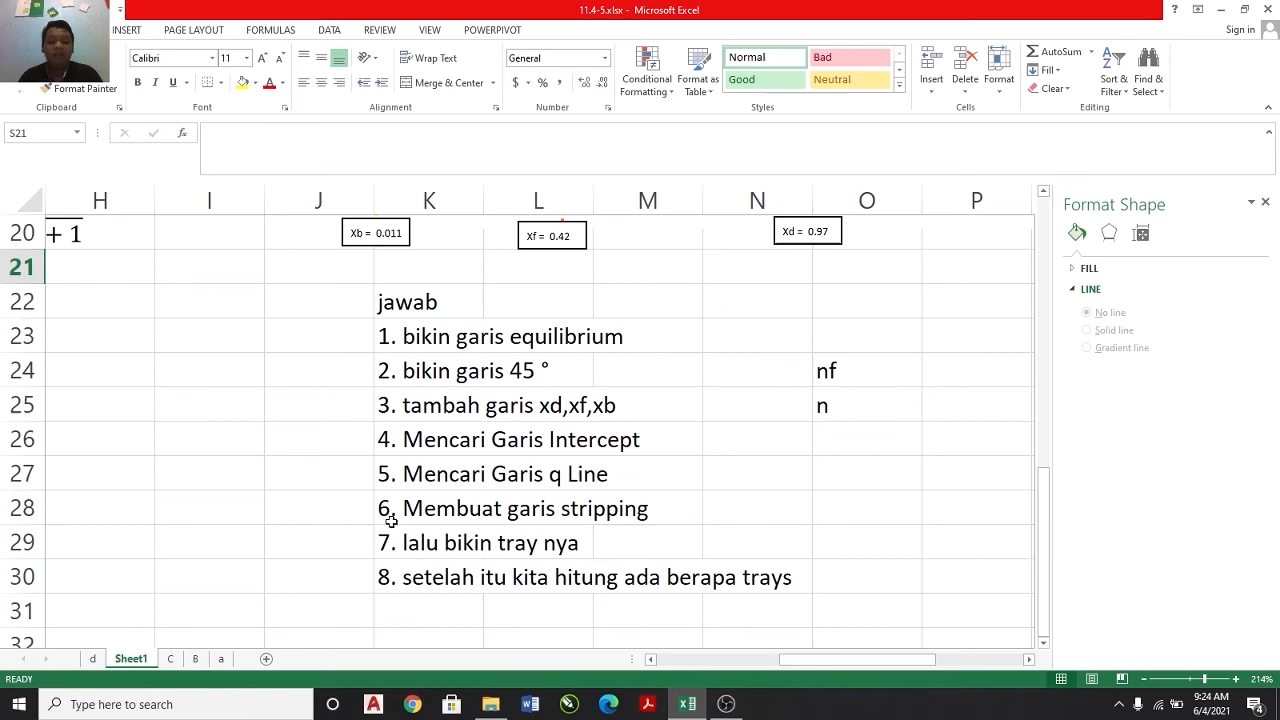 11.4-5.xlsx - Microsoft Excel
?
Sign in
INSERT PAGE LAYOUT FORMULAS DATA REVIEW VIEW POWERPIVOT
Calibri 11 A A Wrap Text General Normal Bad
B I U A Merge & Center $ % , Good Neutral
Format Painter
Conditional Formatting
Format as Table
Insert Delete Format
AutoSum
Fill
Clear
Sort & Filter
Find & Select
Clipboard Font Alignment Number Styles Cells Editing
S21 fx
H I J K L M N O P
20 + 1 Xb = 0.011 Xf = 0.42 Xd = 0.97
21
22 jawab
23 1. bikin garis equilibrium
24 2. bikin garis 45 ° nf
25 3. tambah garis xd,xf,xb n
26 4. Mencari Garis Intercept
27 5. Mencari Garis q Line
28 6. Membuat garis stripping
29 7. lalu bikin tray nya
30 8. setelah itu kita hitung ada berapa trays
31
32
Format Shape
FILL
LINE
No line
Solid line
Gradient line
d Sheet1 C B a
READY 214%
Type here to search
9:24 AM
6/4/2021
4